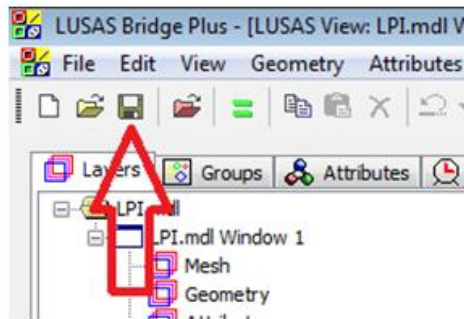 LUSAS Bridge Plus - [LUSAS View: LPI.mdl
File Edit View Geometry Attributes
Layers Groups Attributes
LPI.mdl
LPI.mdl Window 1
Mesh
Geometry